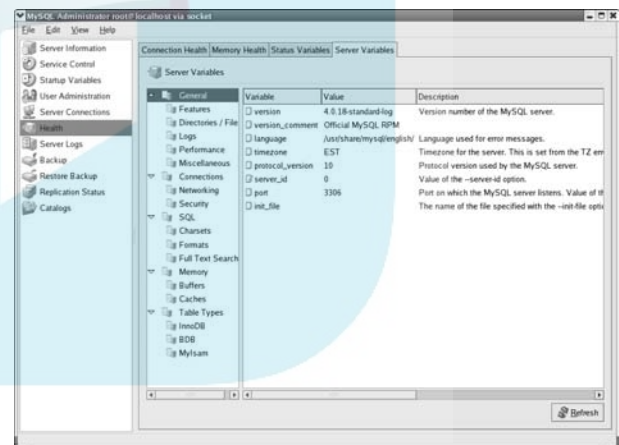 MySQL Administrator root@localhost via socket
File Edit View Help
Server Information
Service Control
Startup Variables
User Administration
Server Connections
Health
Server Logs
Backup
Restore Backup
Replication Status
Catalogs
Connection Health Memory Health Status Variables Server Variables
Server Variables
General
Features
Directories / File
Logs
Performance
Miscellaneous
Connections
Networking
Security
SQL
Charsets
Formats
Full Text Search
Memory
Buffers
Caches
Table Types
InnoDB
BDB
MyIsam
Variable Value Description
version 4.0.18-standard-log Version number of the MySQL server.
version_comment Official MySQL RPM
language /usr/share/mysql/english/ Language used for error messages.
timezone EST Timezone for the server. This is set from the TZ en
protocol_version 10 Protocol version used by the MySQL server.
server_id 0 Value of the --server-id option.
port 3306 Port on which the MySQL server listens. Value of th
init_file The name of the file specified with the --init-file optio
Refresh